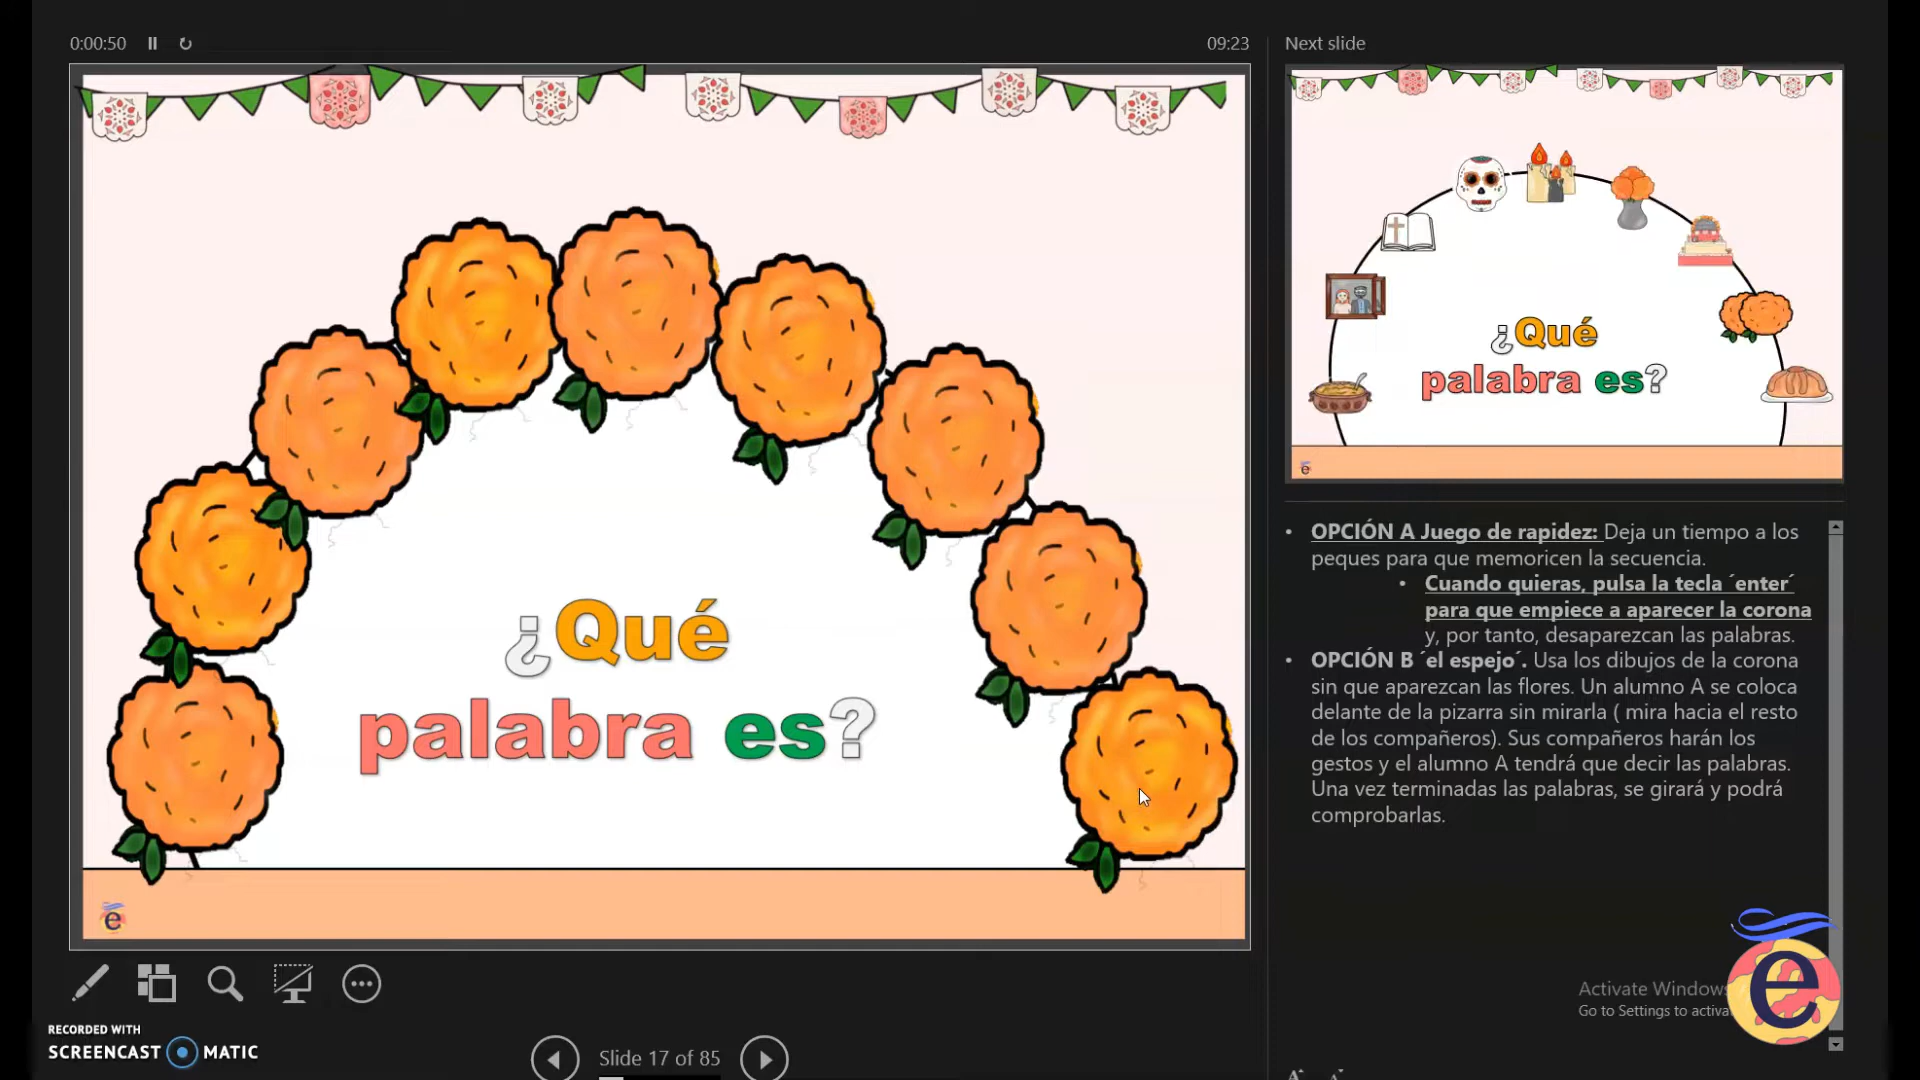 0:00:50
09:23
Next slide
¿Qué
palabra es?
e
¿Qué
palabra es?
e
• OPCIÓN A Juego de rapidez: Deja un tiempo a los
peques para que memoricen la secuencia.
• Cuando quieras, pulsa la tecla ´enter´
para que empiece a aparecer la corona
y, por tanto, desaparezcan las palabras.
• OPCIÓN B ´el espejo´. Usa los dibujos de la corona
sin que aparezcan las flores. Un alumno A se coloca
delante de la pizarra sin mirarla ( mira hacia el resto
de los compañeros). Sus compañeros harán los
gestos y el alumno A tendrá que decir las palabras.
Una vez terminadas las palabras, se girará y podrá
comprobarlas.
Activate Windows
Go to Settings to activa
e
RECORDED WITH
SCREENCAST MATIC
Slide 17 of 85